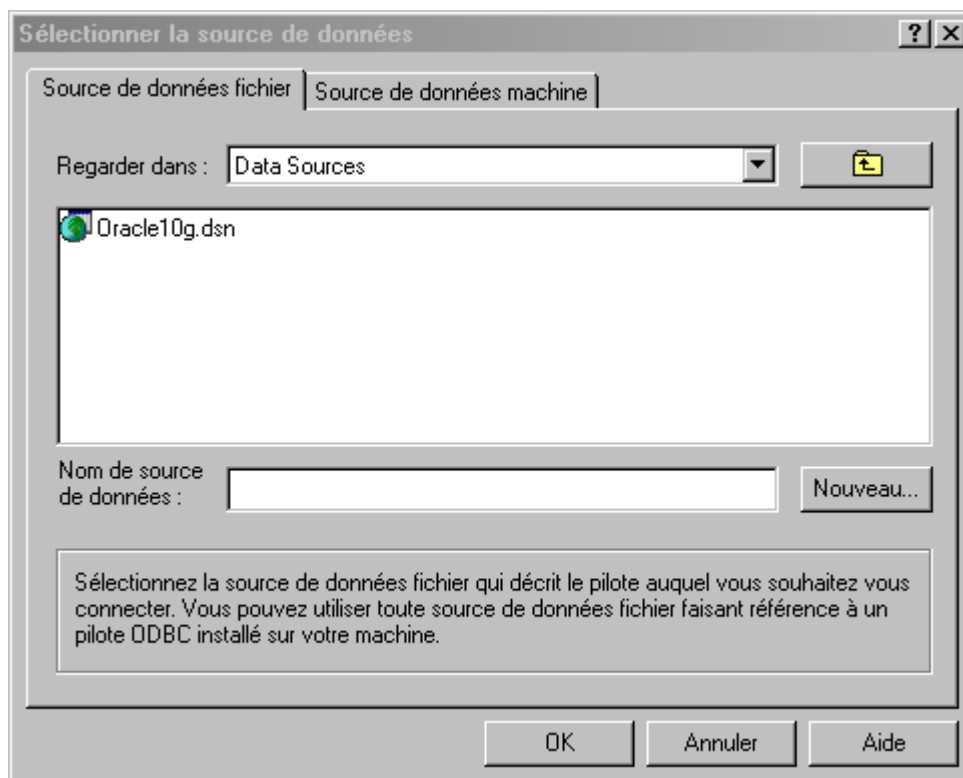 Sélectionner la source de données
Source de données fichier
Source de données machine
Regarder dans :
Data Sources
Oracle10g.dsn
Nom de source
de données :
Nouveau...
Sélectionnez la source de données fichier qui décrit le pilote auquel vous souhaitez vous
connecter. Vous pouvez utiliser toute source de données fichier faisant référence à un
pilote ODBC installé sur votre machine.
OK
Annuler
Aide